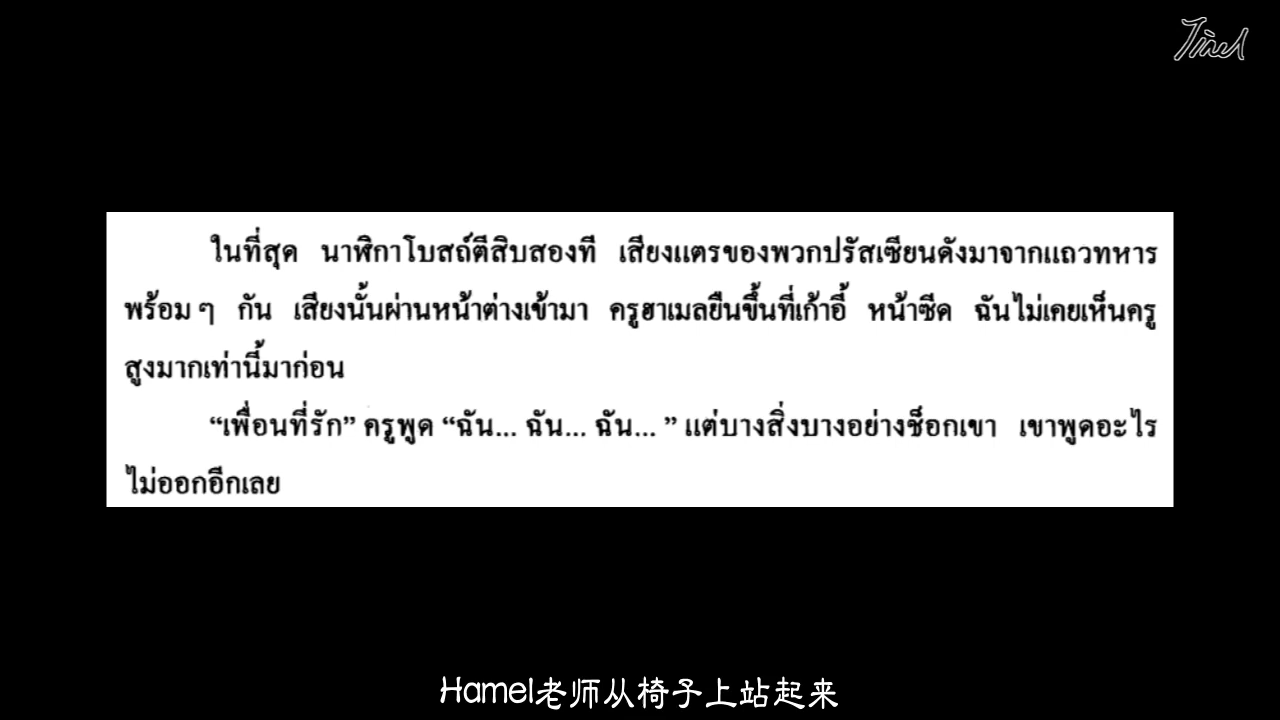 ในที่สุด นาฬิกาโบสถ์ตีสิบสองที เสียงแตรของพวกปรัสเซียนดังมาจากแถวทหาร
พร้อมๆ กัน เสียงนั้นผ่านหน้าต่างเข้ามา ครูฮาเมลยืนขึ้นที่เก้าอี้ หน้าซีด ฉันไม่เคยเห็นครู
สูงมากเท่านี้มาก่อน
“เพื่อนที่รัก” ครูพูด “ฉัน... ฉัน... ฉัน... ” แต่บางสิ่งบางอย่างช็อกเขา เขาพูดอะไร
ไม่ออกอีกเลย
Hamel老师从椅子上站起来